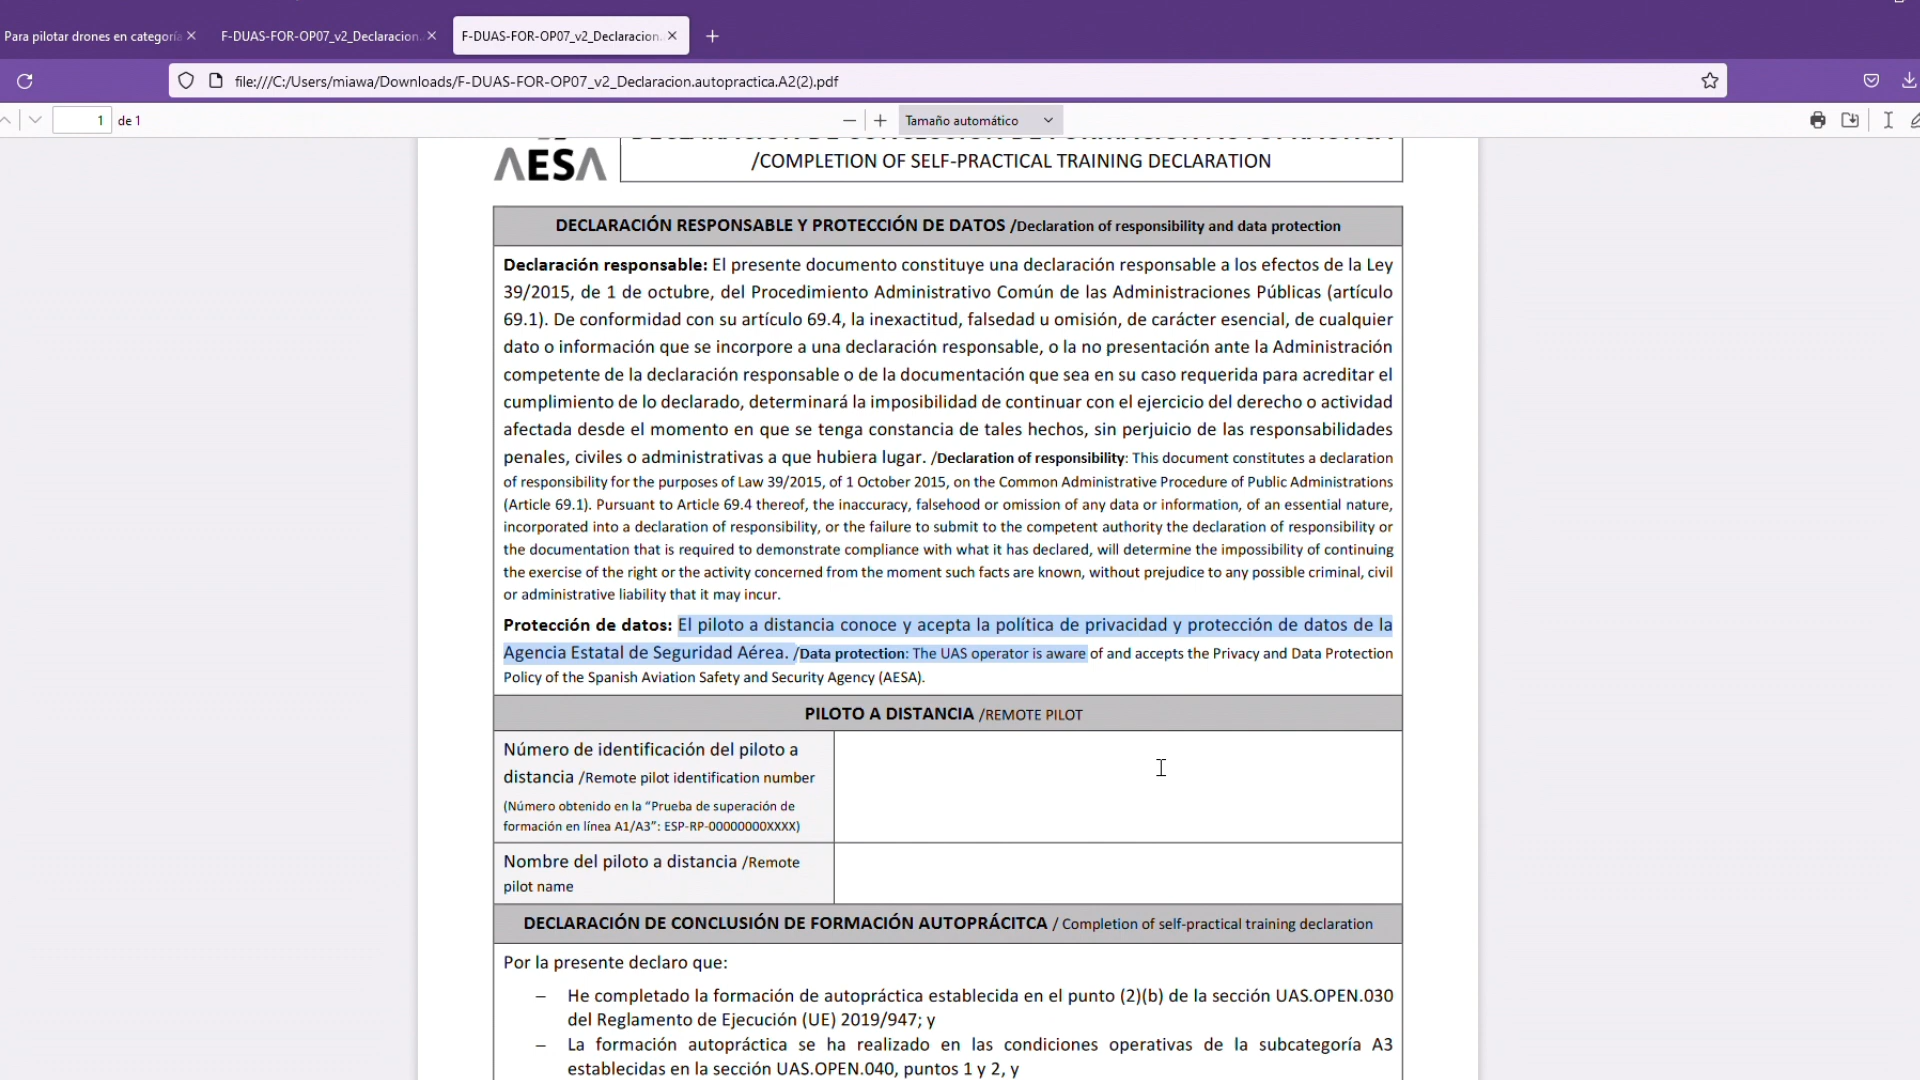 Para pilotar drones en categoría
F-DUAS-FOR-OP07_v2_Declaracion.
F-DUAS-FOR-OP07_v2_Declaracion.
file:///C:/Users/miawa/Downloads/F-DUAS-FOR-OP07_v2_Declaracion.autopractica.A2(2).pdf
1 de 1
Tamaño automático
AESA
/COMPLETION OF SELF-PRACTICAL TRAINING DECLARATION
DECLARACIÓN RESPONSABLE Y PROTECCIÓN DE DATOS /Declaration of responsibility and data protection
Declaración responsable: El presente documento constituye una declaración responsable a los efectos de la Ley
39/2015, de 1 de octubre, del Procedimiento Administrativo Común de las Administraciones Públicas (artículo
69.1). De conformidad con su artículo 69.4, la inexactitud, falsedad u omisión, de carácter esencial, de cualquier
dato o información que se incorpore a una declaración responsable, o la no presentación ante la Administración
competente de la declaración responsable o de la documentación que sea en su caso requerida para acreditar el
cumplimiento de lo declarado, determinará la imposibilidad de continuar con el ejercicio del derecho o actividad
afectada desde el momento en que se tenga constancia de tales hechos, sin perjuicio de las responsabilidades
penales, civiles o administrativas a que hubiera lugar. /Declaration of responsibility: This document constitutes a declaration
of responsibility for the purposes of Law 39/2015, of 1 October 2015, on the Common Administrative Procedure of Public Administrations
(Article 69.1). Pursuant to Article 69.4 thereof, the inaccuracy, falsehood or omission of any data or information, of an essential nature,
incorporated into a declaration of responsibility, or the failure to submit to the competent authority the declaration of responsibility or
the documentation that is required to demonstrate compliance with what it has declared, will determine the impossibility of continuing
the exercise of the right or the activity concerned from the moment such facts are known, without prejudice to any possible criminal, civil
or administrative liability that it may incur.
Protección de datos: El piloto a distancia conoce y acepta la política de privacidad y protección de datos de la
Agencia Estatal de Seguridad Aérea. /Data protection: The UAS operator is aware of and accepts the Privacy and Data Protection
Policy of the Spanish Aviation Safety and Security Agency (AESA).
PILOTO A DISTANCIA /REMOTE PILOT
Número de identificación del piloto a
distancia /Remote pilot identification number
(Número obtenido en la “Prueba de superación de
formación en línea A1/A3”: ESP-RP-00000000XXXX)
Nombre del piloto a distancia /Remote
pilot name
DECLARACIÓN DE CONCLUSIÓN DE FORMACIÓN AUTOPRÁCITCA / Completion of self-practical training declaration
Por la presente declaro que:
– He completado la formación de autopráctica establecida en el punto (2)(b) de la sección UAS.OPEN.030
del Reglamento de Ejecución (UE) 2019/947; y
– La formación autopráctica se ha realizado en las condiciones operativas de la subcategoría A3
establecidas en la sección UAS.OPEN.040, puntos 1 y 2, y